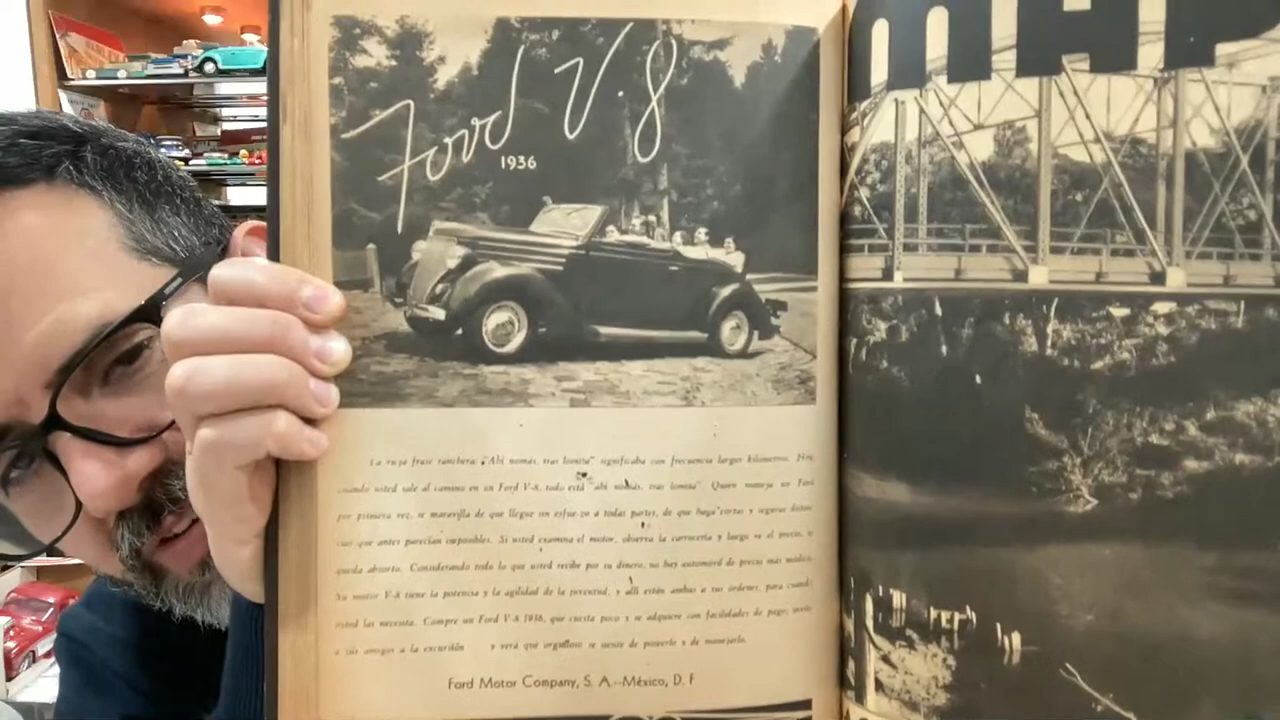 Ford V.8
1936
MAP
La vieja frase ranchera: "Ahí nomás, tras lomita" significaba con frecuencia largos kilómetros. Hoy,
cuando usted sale al camino en un Ford V-8, todo está "ahí nomás, tras lomita". Quien maneja un Ford
por primera vez, se maravilla de que llegue sin esfuerzo a todas partes, de que haga cortas y seguras
que antes parecían imposibles. Si usted examina el motor, observa la carrocería y luego ve el precio, se
queda absorto. Considerando todo lo que usted recibe por su dinero, no hay automóvil de precio más módico.
Su motor V-8 tiene la potencia y la agilidad de la juventud, y allí están ambas a sus órdenes, para cuando
usted las necesita. Compre un Ford V-8 1936, que cuesta poco y se adquiere con facilidades de pago; invite
a sus amigos a la excursión y verá que orgulloso se siente de poseerlo y de manejarlo.
Ford Motor Company, S. A.--México, D. F